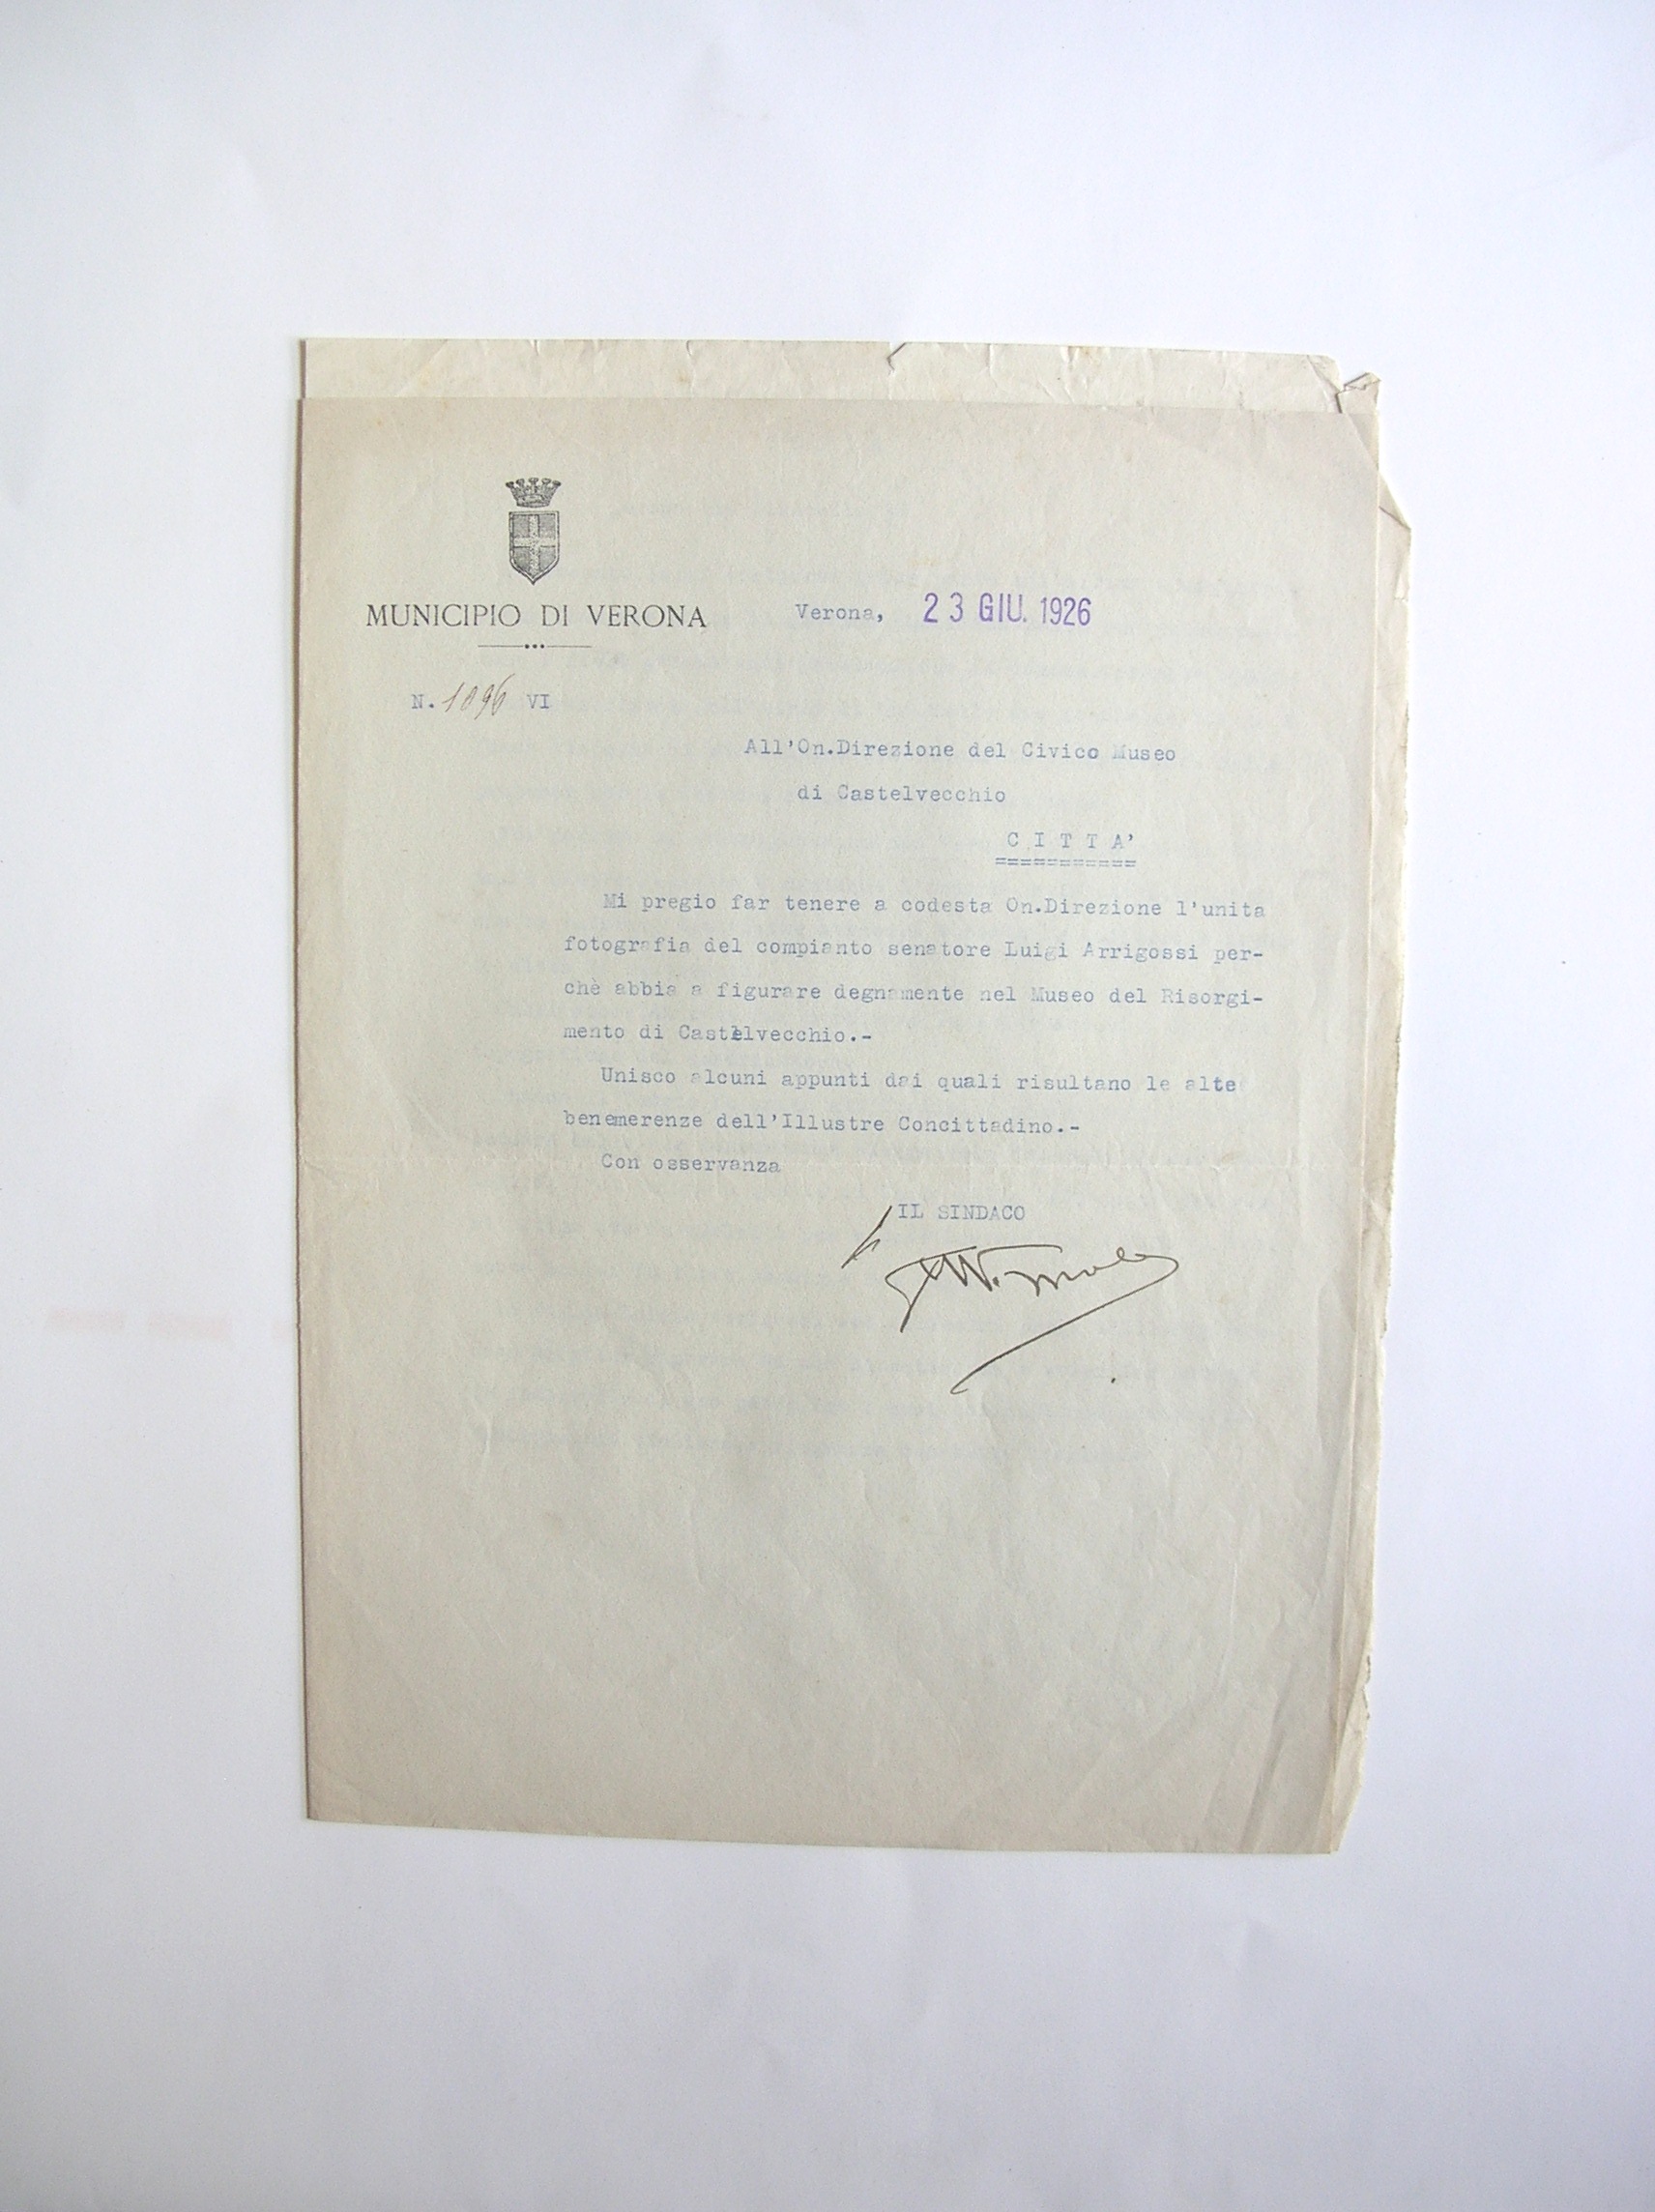 MUNICIPIO DI VERONA
Verona, 23 GIU. 1926
N. 1096 VI
All'On.Direzione del Civico Museo
di Castelvecchio
C I T T A'
===========
Mi pregio far tenere a codesta On.Direzione l'unita
fotografia del compianto senatore Luigi Arrigossi per-
chè abbia a figurare degnamente nel Museo del Risorgi-
mento di Castelvecchio.-
Unisco alcuni appunti dai quali risultano le alte
benemerenze dell'Illustre Concittadino.-
Con osservanza
IL SINDACO